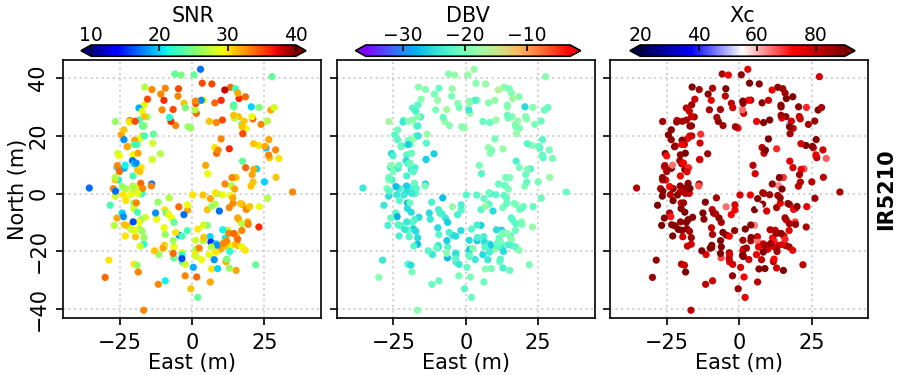 SNR DBV Xc
10 20 30 40 −30 −20 −10 20 40 60 80
40
20
0
−20
−40
North (m)
IR5210
−25 0 25 −25 0 25 −25 0 25
East (m) East (m) East (m)